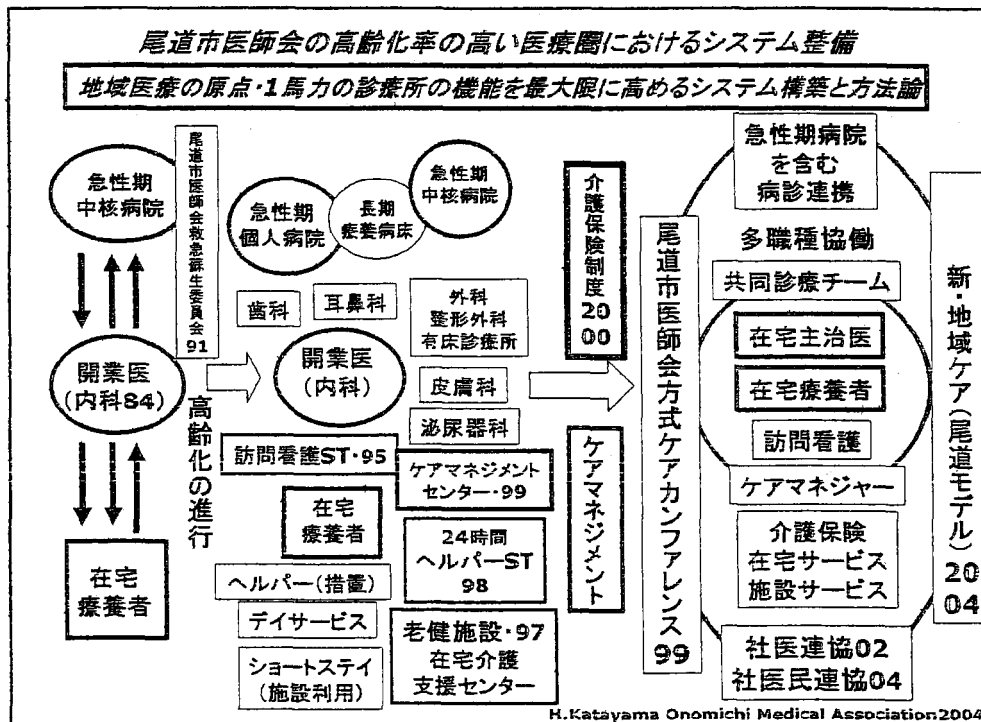 尾道市医師会の高齢化率の高い医療圏におけるシステム整備
地域医療の原点・1馬力の診療所の機能を最大限に高めるシステム構築と方法論
急性期
中核病院
尾道市医師会救急蘇生委員会91
開業医
(内科84)
高齢化の進行
在宅
療養者
急性期
個人病院
長期
療養病床
急性期
中核病院
歯科
耳鼻科
外科
整形外科
有床診療所
開業医
(内科)
皮膚科
泌尿器科
訪問看護ST・95
ケアマネジメント
センター・99
在宅
療養者
24時間
ヘルパーST
98
ヘルパー(措置)
デイサービス
ショートステイ
(施設利用)
老健施設・97
在宅介護
支援センター
介護保険制度2000
ケアマネジメント
尾道市医師会方式ケアカンファレンス99
急性期病院
を含む
病診連携
多職種協働
共同診療チーム
在宅主治医
在宅療養者
訪問看護
ケアマネジャー
介護保険
在宅サービス
施設サービス
社医連協02
社医民連協04
新・地域ケア(尾道モデル)2004
H.Katayama Onomichi Medical Association2004